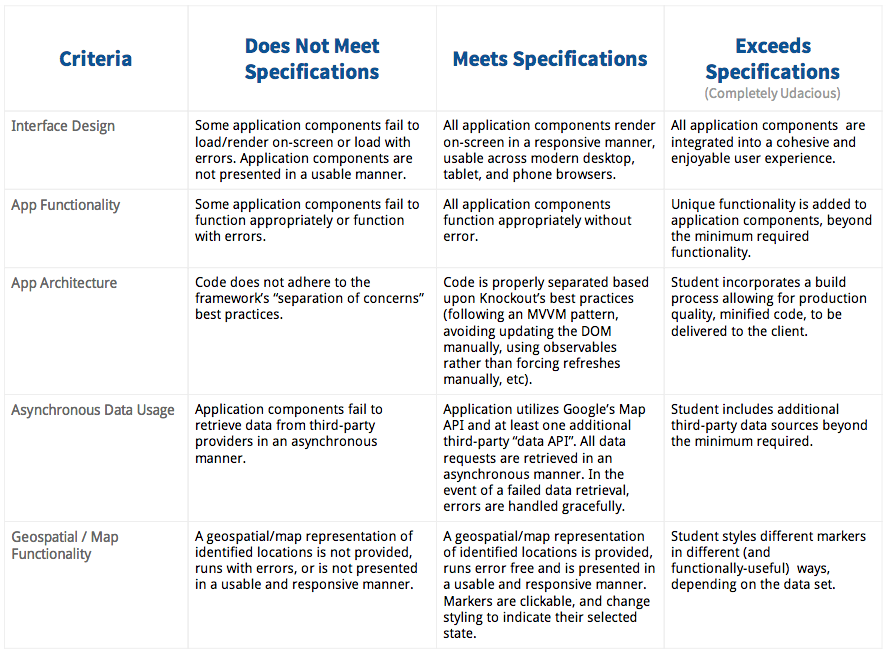 Criteria
Does Not Meet
Specifications
Meets Specifications
Exceeds
Specifications
(Completely Udacious)
Interface Design
Some application components fail to
load/render on-screen or load with
errors. Application components are
not presented in a usable manner.
All application components render
on-screen in a responsive manner,
usable across modern desktop,
tablet, and phone browsers.
All application components  are
integrated into a cohesive and
enjoyable user experience.
App Functionality
Some application components fail to
function appropriately or function
with errors.
All application components
function appropriately without
error.
Unique functionality is added to
application components, beyond
the minimum required
functionality.
App Architecture
Code does not adhere to the
framework's “separation of concerns”
best practices.
Code is properly separated based
upon Knockout's best practices
(following an MVVM pattern,
avoiding updating the DOM
manually, using observables
rather than forcing refreshes
manually, etc).
Student incorporates a build
process allowing for production
quality, minified code, to be
delivered to the client.
Asynchronous Data Usage
Application components fail to
retrieve data from third-party
providers in an asynchronous
manner.
Application utilizes Google's Map
API and at least one additional
third-party “data API”. All data
requests are retrieved in an
asynchronous manner. In the
event of a failed data retrieval,
errors are handled gracefully.
Student includes additional
third-party data sources beyond
the minimum required.
Geospatial / Map
Functionality
A geospatial/map representation of
identified locations is not provided,
runs with errors, or is not presented
in a usable and responsive manner.
A geospatial/map representation
of identified locations is provided,
runs error free and is presented in
a usable and responsive manner.
Markers are clickable, and change
styling to indicate their selected
state.
Student styles different markers
in different (and
functionally-useful)  ways,
depending on the data set.